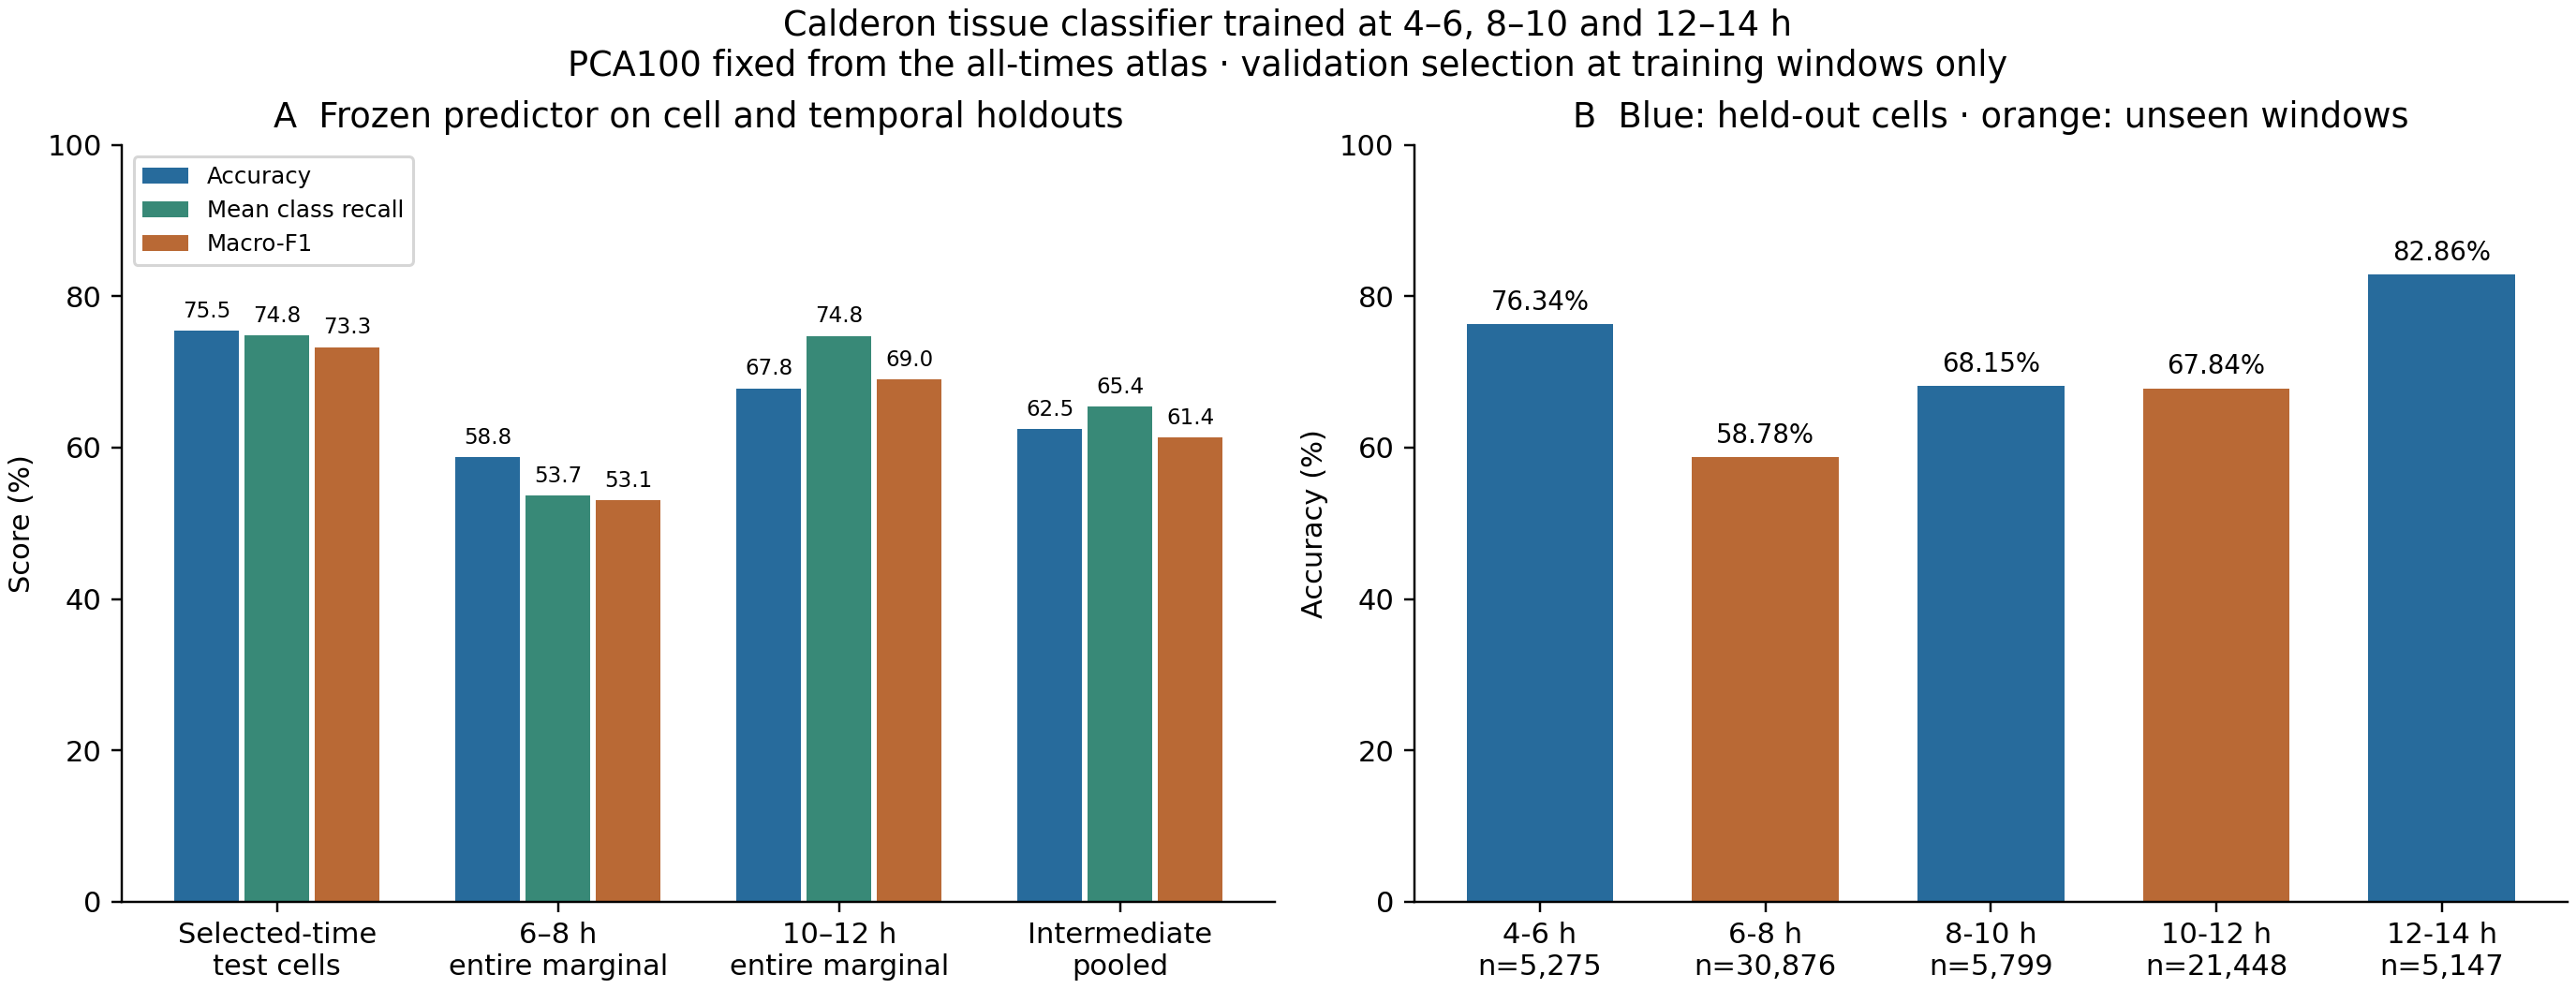 Calderon tissue classifier trained at 4–6, 8–10 and 12–14 h
PCA100 fixed from the all-times atlas · validation selection at training windows only
A  Frozen predictor on cell and temporal holdouts
Score (%)
100
80
60
40
20
0
Accuracy
Mean class recall
Macro-F1
75.5
74.8
73.3
58.8
53.7
53.1
67.8
74.8
69.0
62.5
65.4
61.4
Selected-time
test cells
6–8 h
entire marginal
10–12 h
entire marginal
Intermediate
pooled
B  Blue: held-out cells · orange: unseen windows
Accuracy (%)
100
80
60
40
20
0
76.34%
58.78%
68.15%
67.84%
82.86%
4-6 h
n=5,275
6-8 h
n=30,876
8-10 h
n=5,799
10-12 h
n=21,448
12-14 h
n=5,147